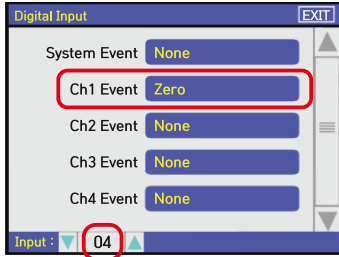 Digital Input EXIT
System Event None
Ch1 Event Zero
Ch2 Event None
Ch3 Event None
Ch4 Event None
Input : 04